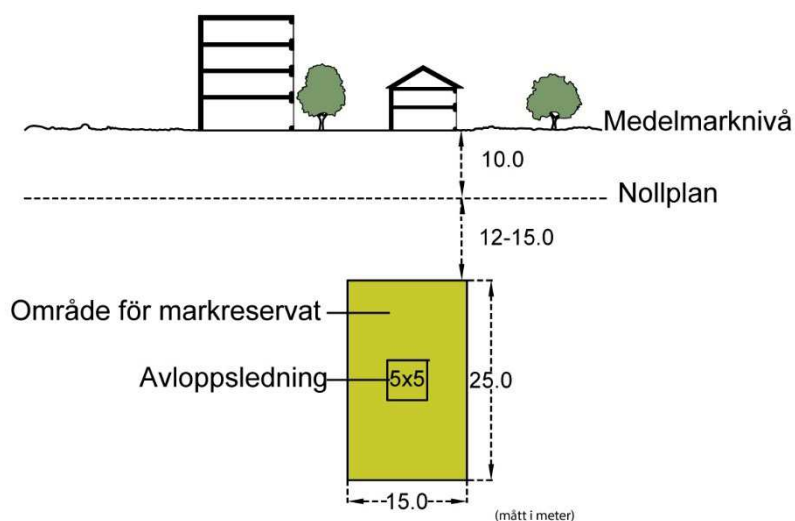 Medelmarknivå
10.0
Nollplan
12-15.0
Område för markreservat
Avloppsledning
5x5
25.0
15.0
(mått i meter)